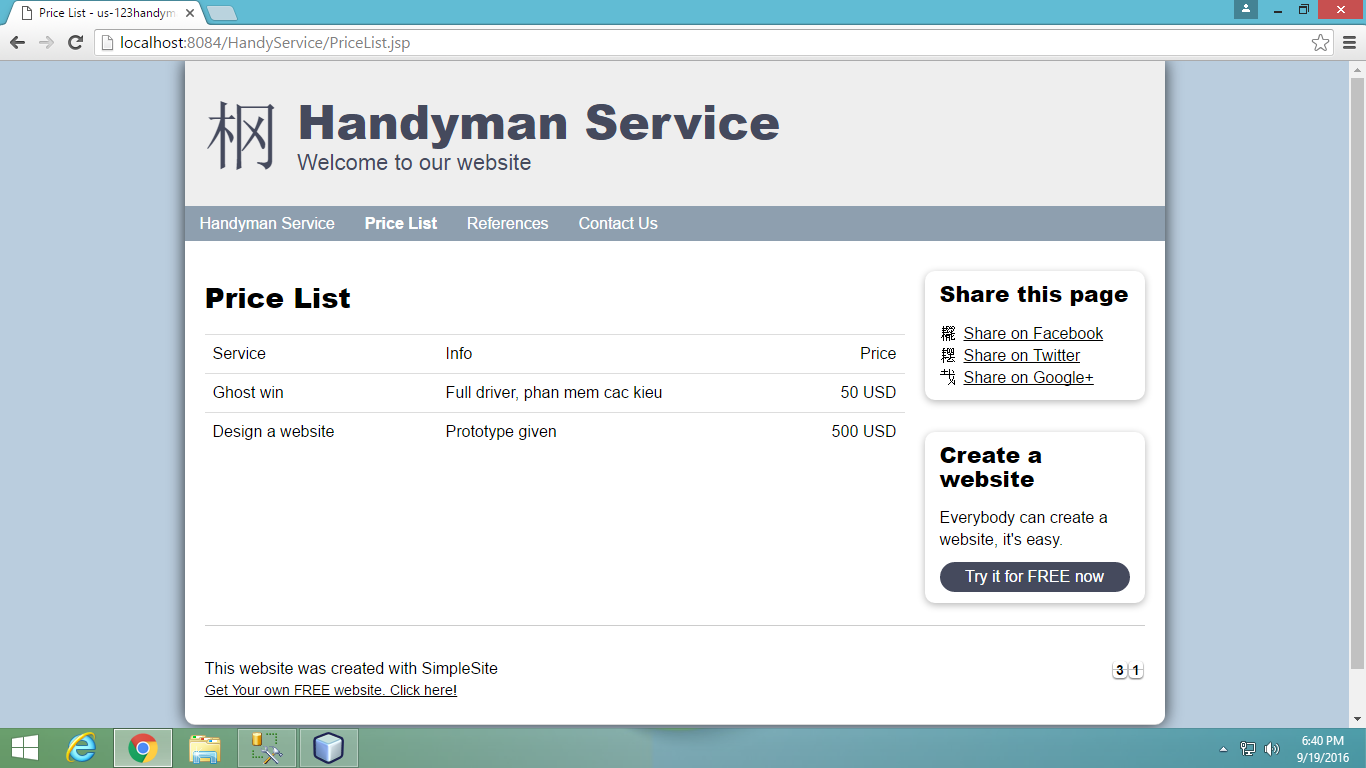 Price List - us-123handym
localhost:8084/HandyService/PriceList.jsp
Handyman Service
Welcome to our website
Handyman Service Price List References Contact Us
Price List
Service Info Price
Ghost win Full driver, phan mem cac kieu 50 USD
Design a website Prototype given 500 USD
Share this page
Share on Facebook
Share on Twitter
Share on Google+
Create a
website
Everybody can create a
website, it's easy.
Try it for FREE now
This website was created with SimpleSite
Get Your own FREE website. Click here!
31
6:40 PM
9/19/2016